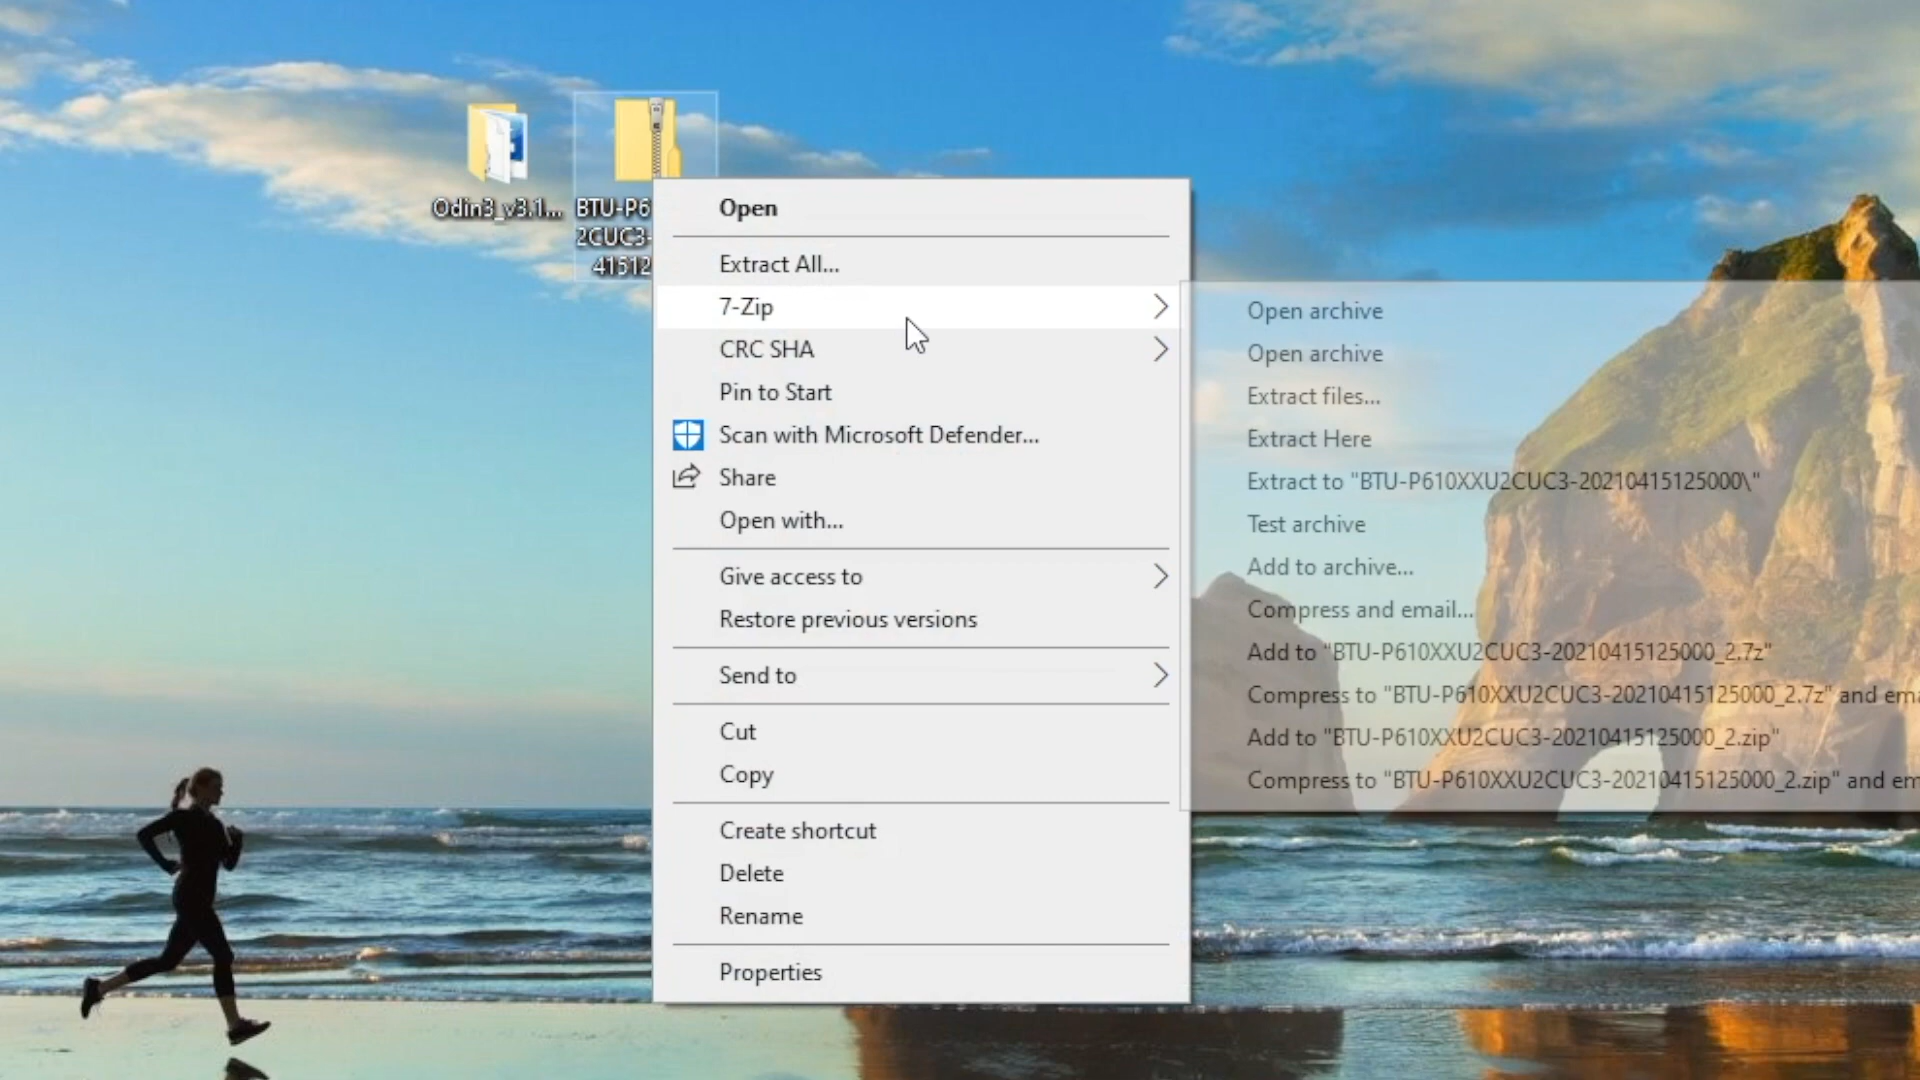 Odin3_v3.1...
BTU-P6
2CUC3-
41512
Open
Extract All...
7-Zip
CRC SHA
Pin to Start
Scan with Microsoft Defender...
Share
Open with...
Give access to
Restore previous versions
Send to
Cut
Copy
Create shortcut
Delete
Rename
Properties
Open archive
Open archive
Extract files...
Extract Here
Extract to "BTU-P610XXU2CUC3-20210415125000\"
Test archive
Add to archive...
Compress and email...
Add to "BTU-P610XXU2CUC3-20210415125000_2.7z"
Compress to "BTU-P610XXU2CUC3-20210415125000_2.7z" and ema
Add to "BTU-P610XXU2CUC3-20210415125000_2.zip"
Compress to "BTU-P610XXU2CUC3-20210415125000_2.zip" and em